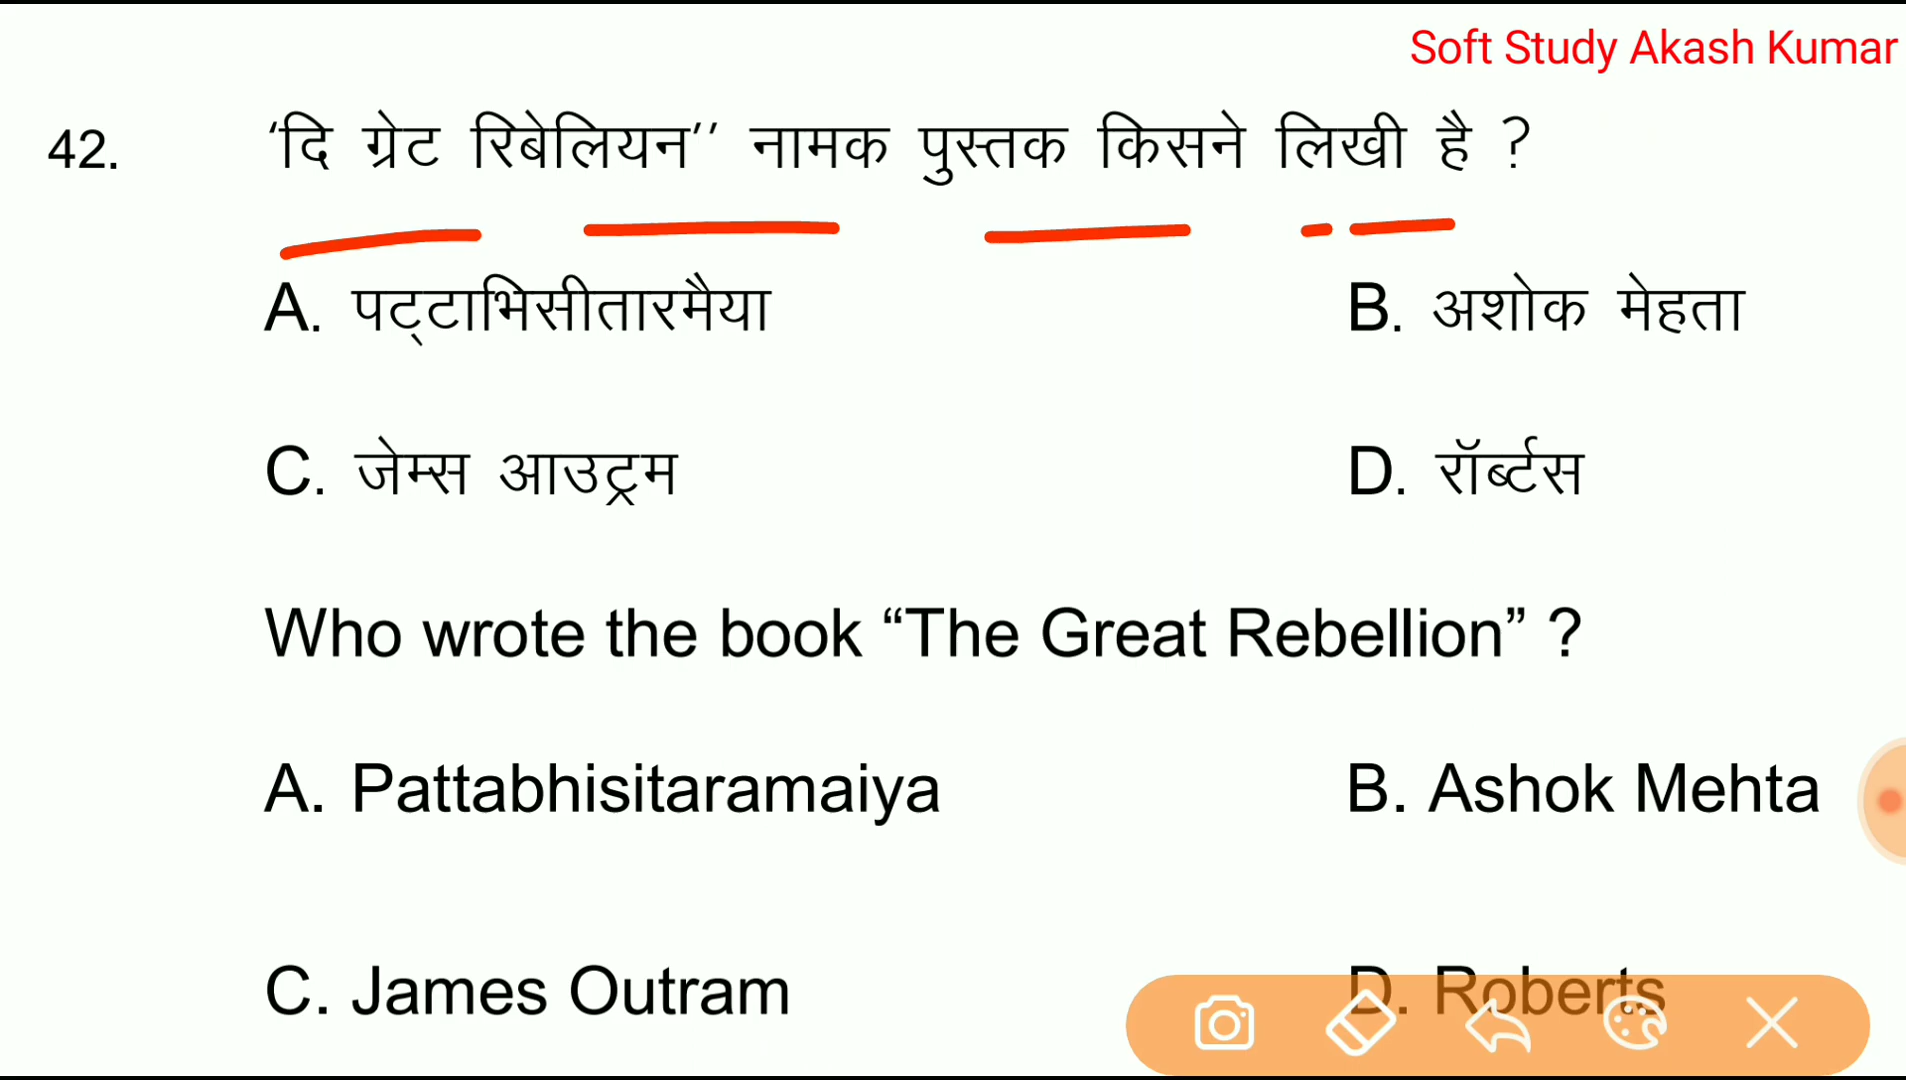 Soft Study Akash Kumar
42. ‘दि ग्रेट रिबेलियन’’ नामक पुस्तक किसने लिखी है ?
A. पट्टाभिसीतारमैया B. अशोक मेहता
C. जेम्स आउट्रम D. रॉर्ब्टस
Who wrote the book “The Great Rebellion” ?
A. Pattabhisitaramaiya B. Ashok Mehta
C. James Outram D. Roberts